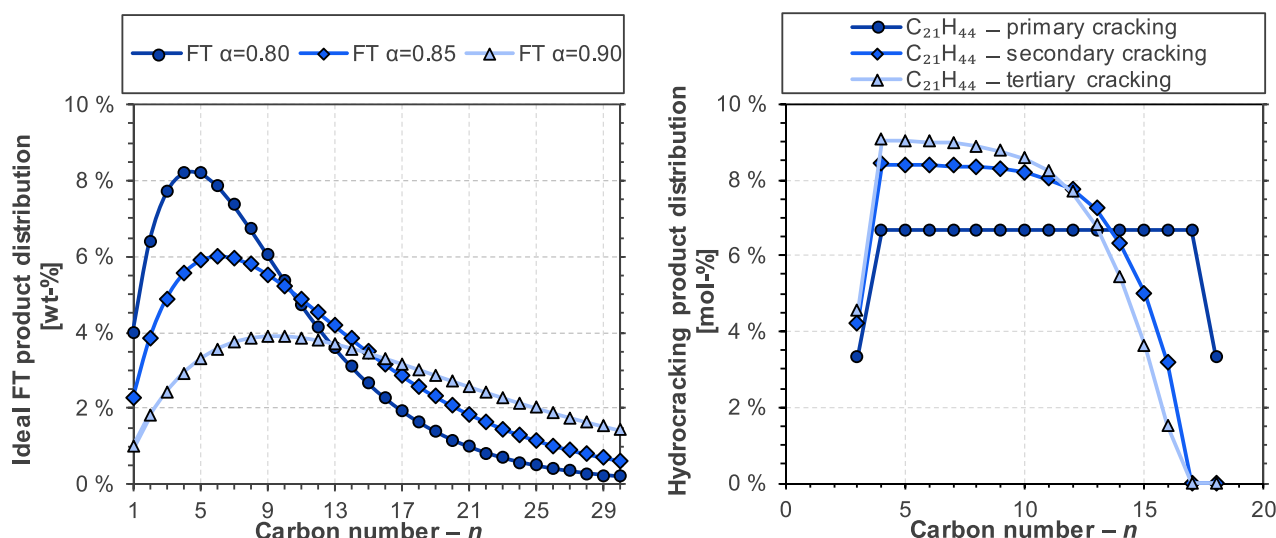 FT α=0.80 FT α=0.85 FT α=0.90
Ideal FT product distribution
[wt-%]
10 %
8 %
6 %
4 %
2 %
0 %
1 5 9 13 17 21 25 29
Carbon number – n
C₂₁H₄₄ – primary cracking
C₂₁H₄₄ – secondary cracking
C₂₁H₄₄ – tertiary cracking
Hydrocracking product distribution
[mol-%]
10 %
8 %
6 %
4 %
2 %
0 %
0 5 10 15 20
Carbon number – n